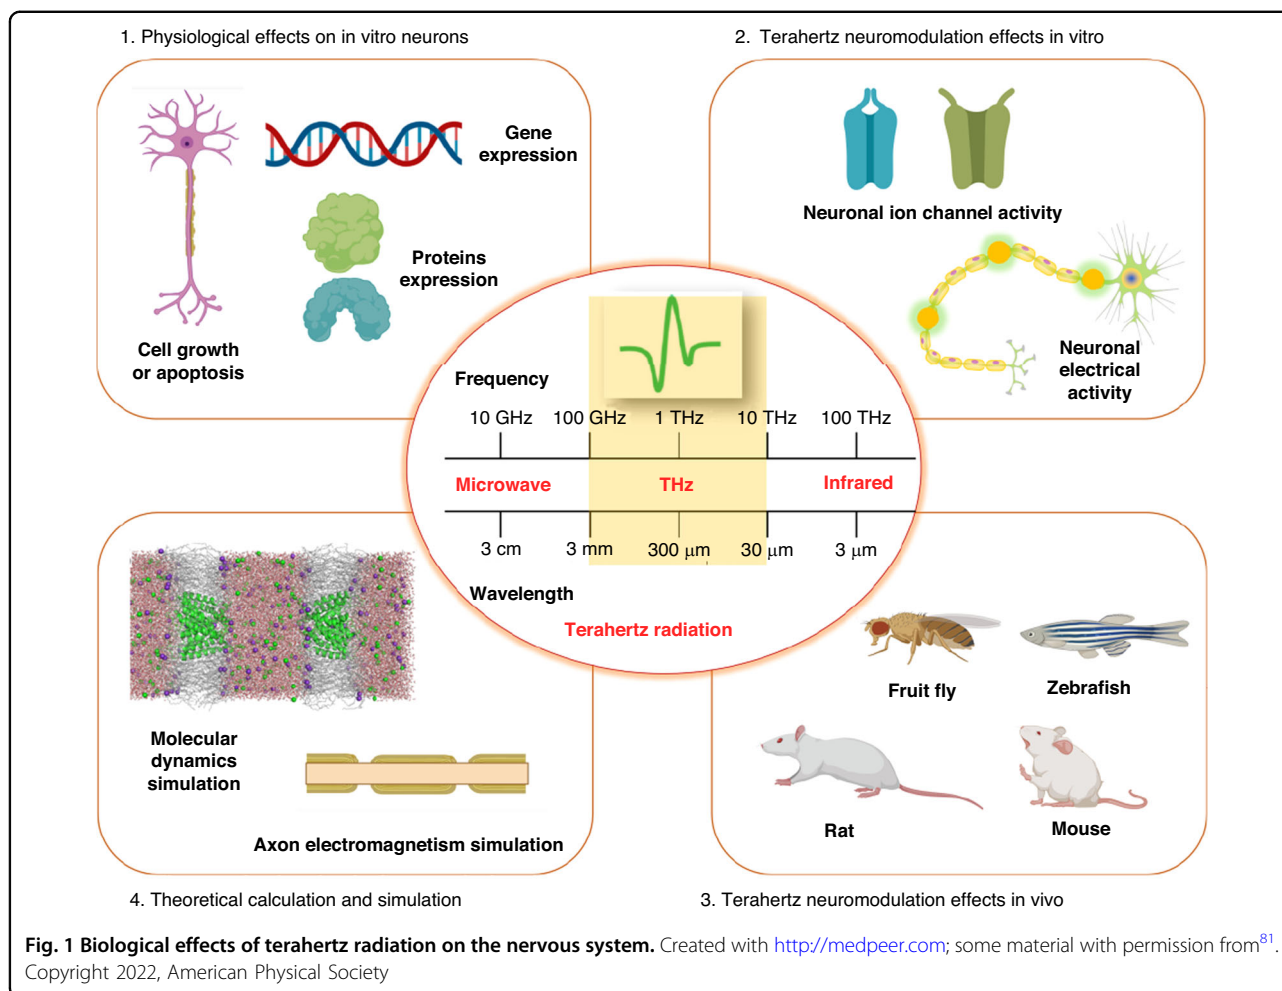 1. Physiological effects on in vitro neurons
Gene
expression
Proteins
expression
Cell growth
or apoptosis
2. Terahertz neuromodulation effects in vitro
Neuronal ion channel activity
Neuronal
electrical
activity
Frequency
10 GHz 100 GHz 1 THz 10 THz 100 THz
Microwave THz Infrared
3 cm 3 mm 300 μm 30 μm 3 μm
Wavelength
Terahertz radiation
Molecular
dynamics
simulation
Axon electromagnetism simulation
4. Theoretical calculation and simulation
Fruit fly
Zebrafish
Rat
Mouse
3. Terahertz neuromodulation effects in vivo
Fig. 1 Biological effects of terahertz radiation on the nervous system. Created with http://medpeer.com; some material with permission from81.
Copyright 2022, American Physical Society